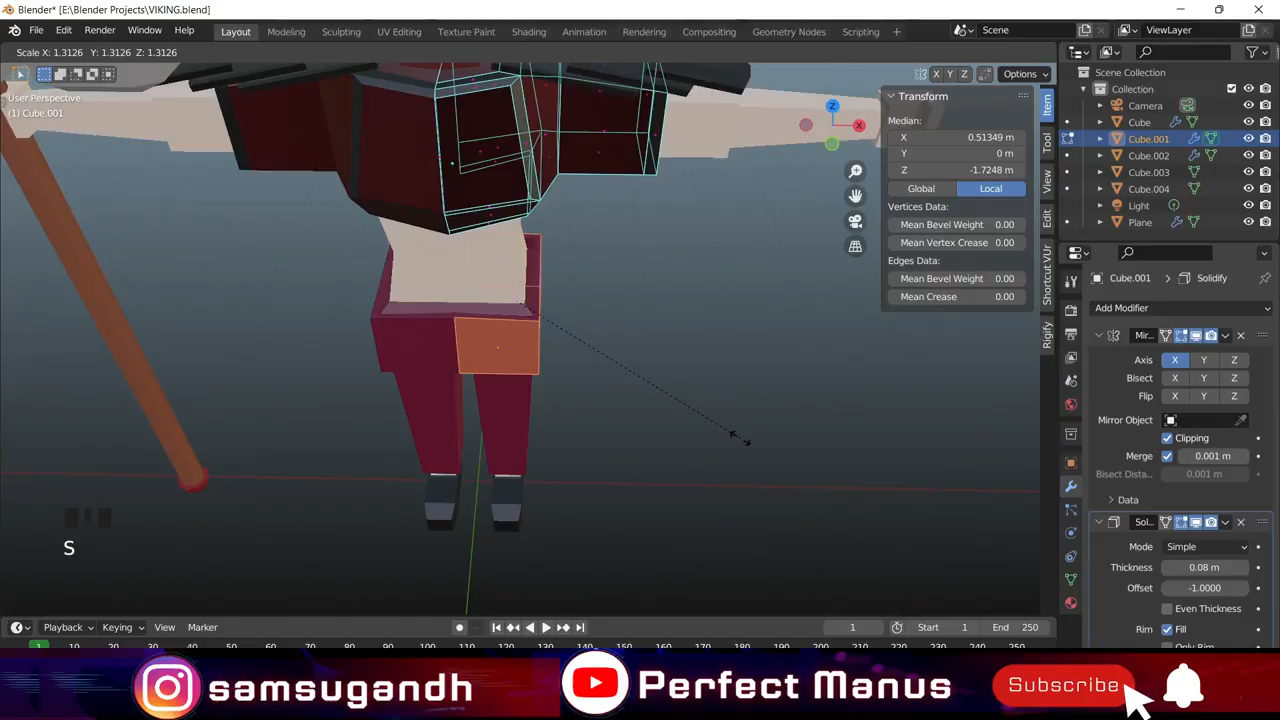 Blender* [E:\Blender Projects\VIKING.blend]
File Edit Render Window Help Layout Modeling Sculpting UV Editing Texture Paint Shading Animation Rendering Compositing Geometry Nodes Scripting + Scene ViewLayer
Scale X: 1.3126 Y: 1.3126 Z: 1.3126
X Y Z Options
User Perspective
(1) Cube.001
Z
X
Transform
Median:
X 0.51349 m
Y 0 m
Z -1.7248 m
Global Local
Vertices Data:
Mean Bevel Weight 0.00
Mean Vertex Crease 0.00
Edges Data:
Mean Bevel Weight 0.00
Mean Crease 0.00
Item
Tool
View
Edit
Shortcut VUr
Rigify
Scene Collection
Collection
Camera
Cube
Cube.001
Cube.002
Cube.003
Cube.004
Light
Plane
Cube.001 > Solidify
Add Modifier
Mir...
Axis X Y Z
Bisect X Y Z
Flip X Y Z
Mirror Object
Clipping
Merge 0.001 m
Bisect Dista... 0.001 m
Data
Sol...
Mode Simple
Thickness 0.08 m
Offset -1.0000
Even Thickness
Rim Fill
Only Rim
S
Playback Keying View Marker 1 Start 1 End 250
1 10 20 30 40 50 60 70 80 90 100 110 120 130 140 150 160 170 180 190 200 210 220 230 240 250
samsugandh
Perfect Manus
Subscribe